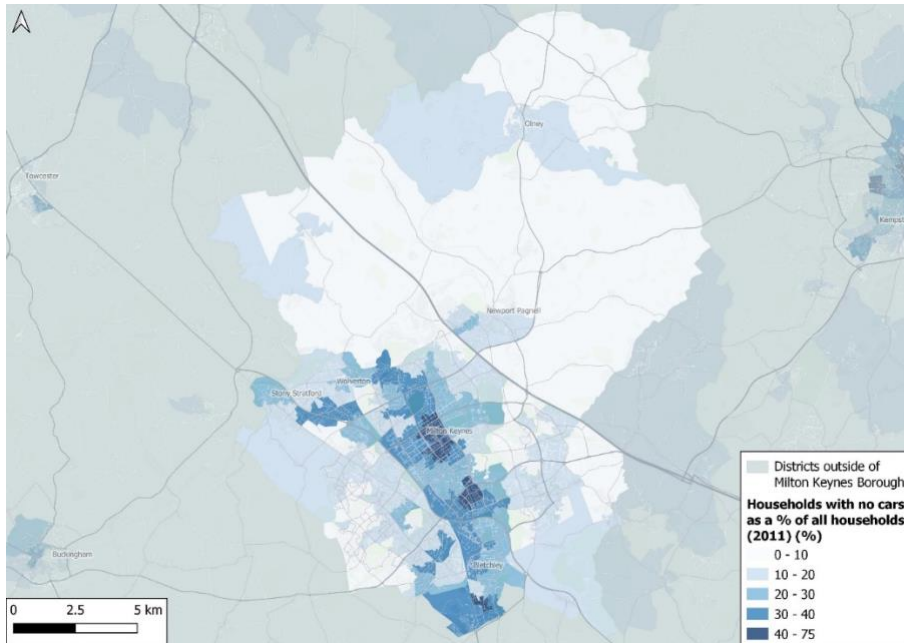 Olney
Towcester
Kempst
Newport Pagnell
Wolverton
Stony Stratford
Milton Keynes
Buckingham
Bletchley
0 2.5 5 km
Districts outside of
Milton Keynes Borough
Households with no cars
as a % of all households
(2011) (%)
0 - 10
10 - 20
20 - 30
30 - 40
40 - 75